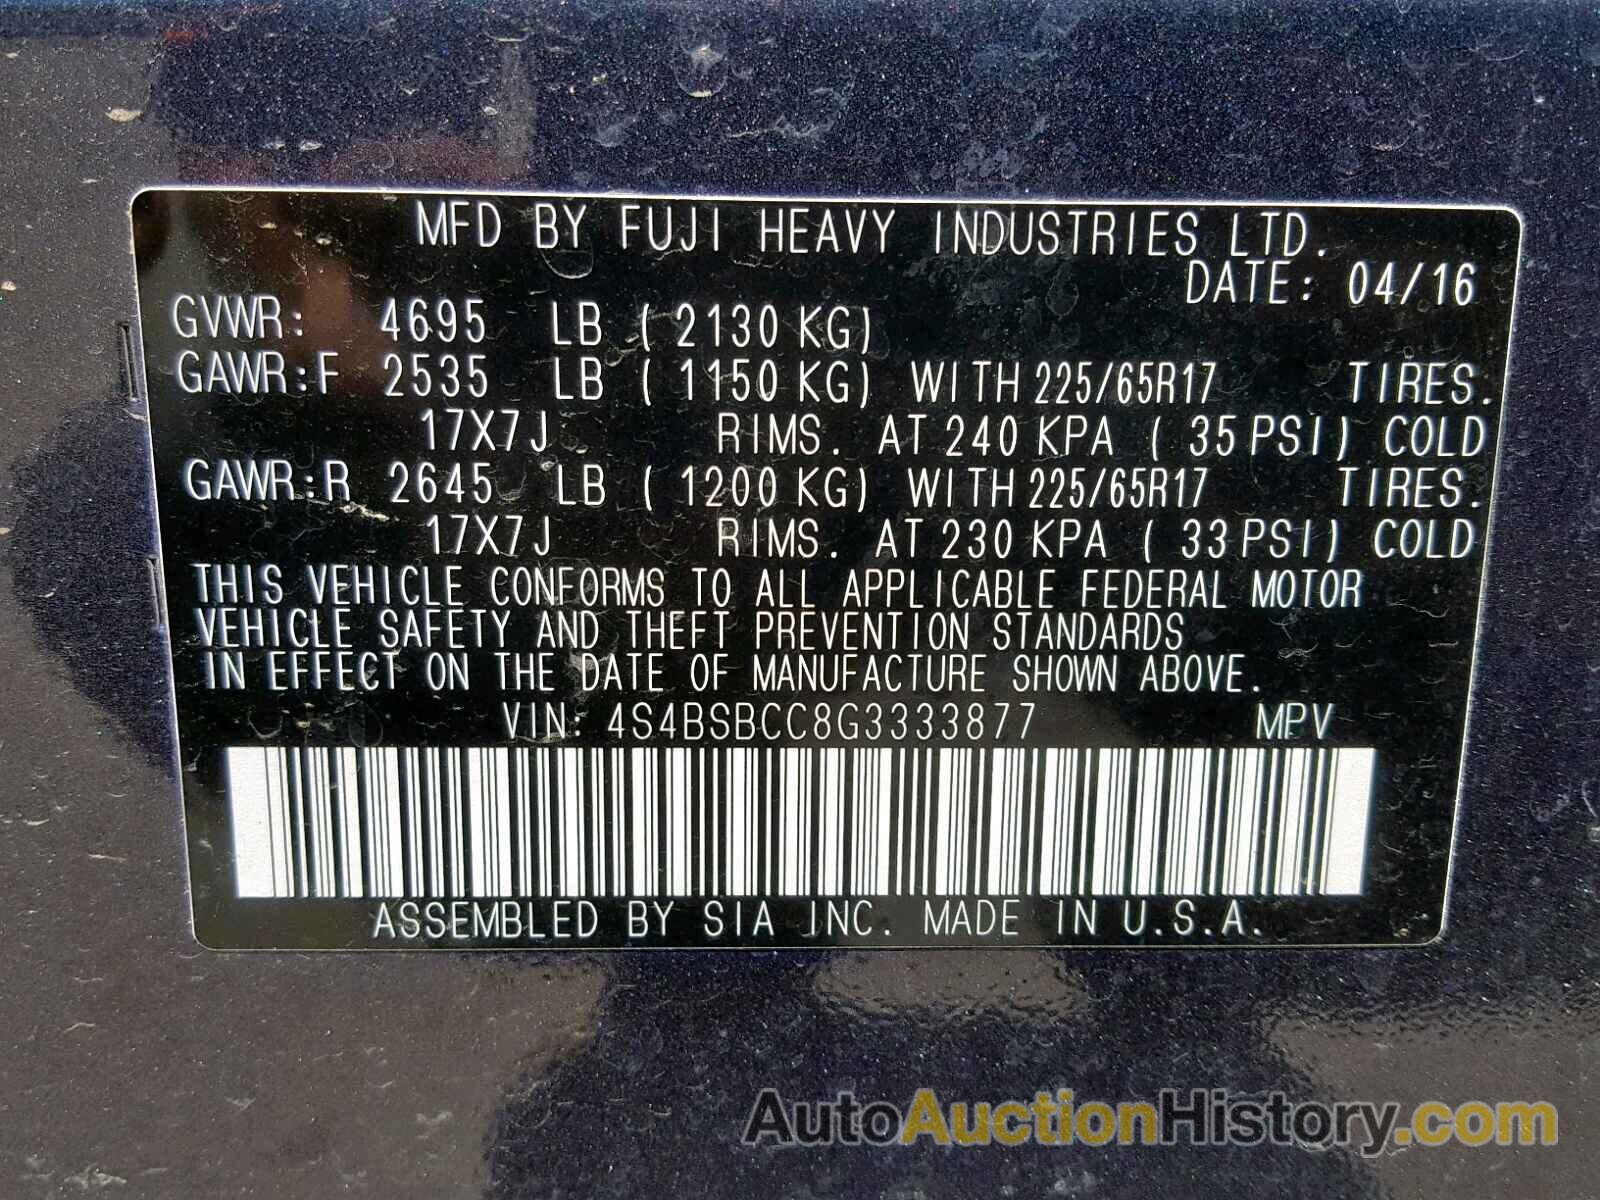 MFD BY FUJI HEAVY INDUSTRIES LTD.
DATE: 04/16
GVWR: 4695 LB ( 2130 KG)
GAWR:F 2535 LB ( 1150 KG) WITH 225/65R17 TIRES.
17X7J RIMS. AT 240 KPA ( 35 PSI) COLD
GAWR:R 2645 LB ( 1200 KG) WITH 225/65R17 TIRES.
17X7J RIMS. AT 230 KPA ( 33 PSI) COLD
THIS VEHICLE CONFORMS TO ALL APPLICABLE FEDERAL MOTOR
VEHICLE SAFETY AND THEFT PREVENTION STANDARDS
IN EFFECT ON THE DATE OF MANUFACTURE SHOWN ABOVE.
VIN: 4S4BSBCC8G3333877 MPV
ASSEMBLED BY SIA INC. MADE IN U.S.A.
AutoAuctionHistory.com